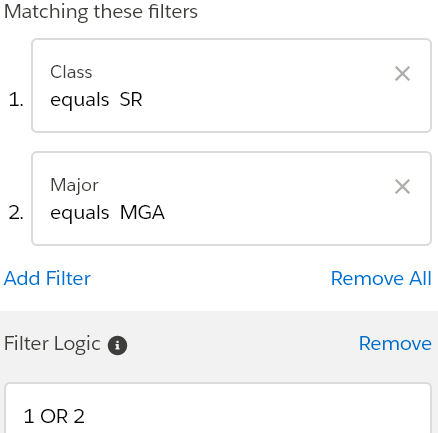 Matching these filters
Class
1. equals SR
Major
2. equals MGA
Add Filter Remove All
Filter Logic Remove
1 OR 2